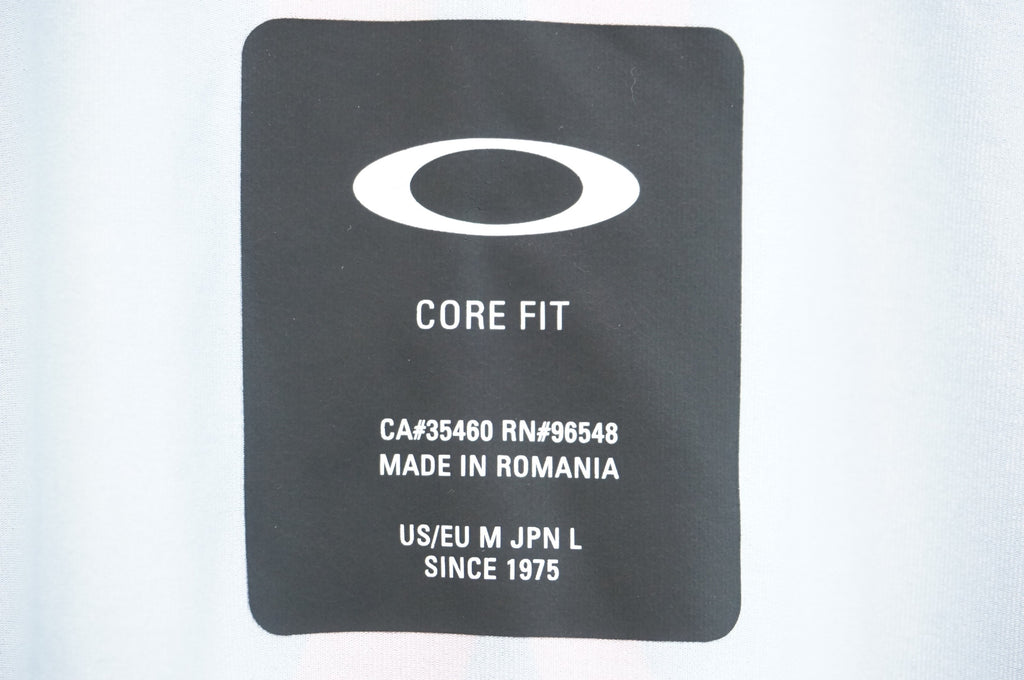 CORE FIT
CA#35460 RN#96548
MADE IN ROMANIA
US/EU M JPN L
SINCE 1975